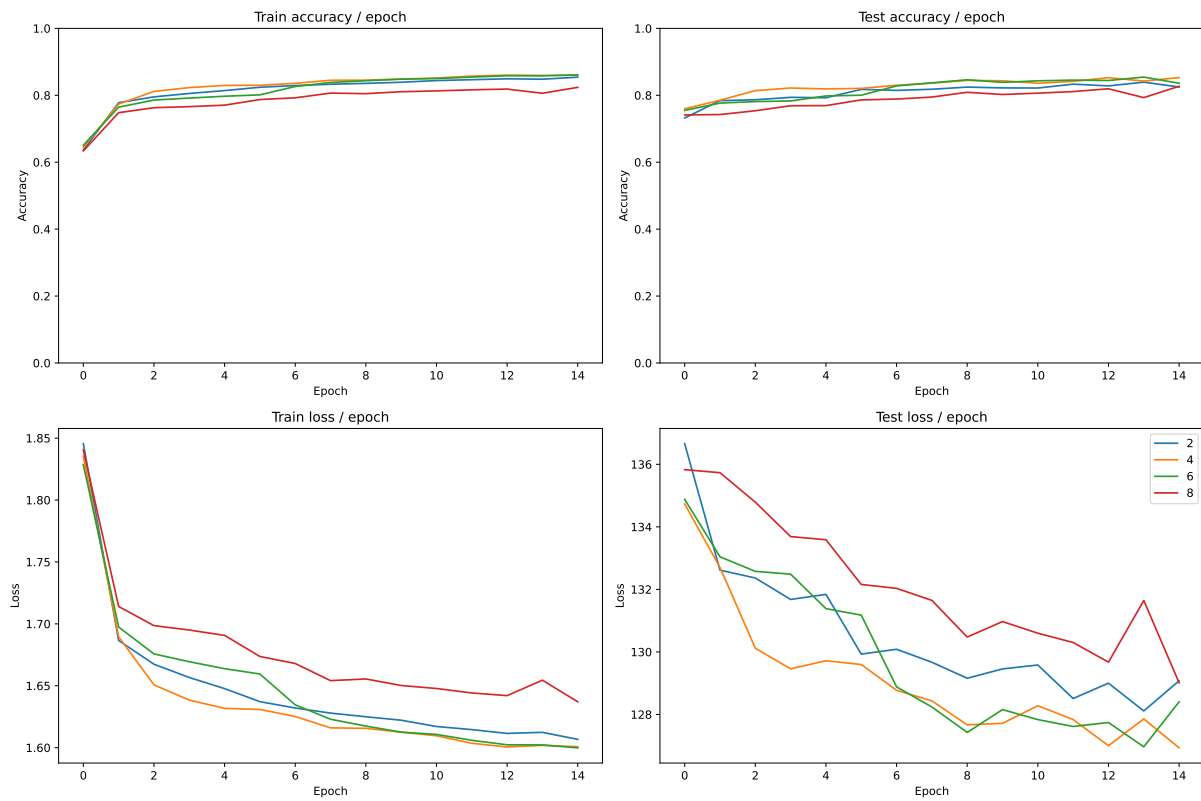 Train accuracy / epoch
1.0
0.8
0.6
0.4
0.2
0.0
Accuracy
0 2 4 6 8 10 12 14
Epoch
Test accuracy / epoch
1.0
0.8
0.6
0.4
0.2
0.0
Accuracy
0 2 4 6 8 10 12 14
Epoch
Train loss / epoch
1.85
1.80
1.75
1.70
1.65
1.60
Loss
0 2 4 6 8 10 12 14
Epoch
Test loss / epoch
136
134
132
130
128
Loss
2
4
6
8
0 2 4 6 8 10 12 14
Epoch